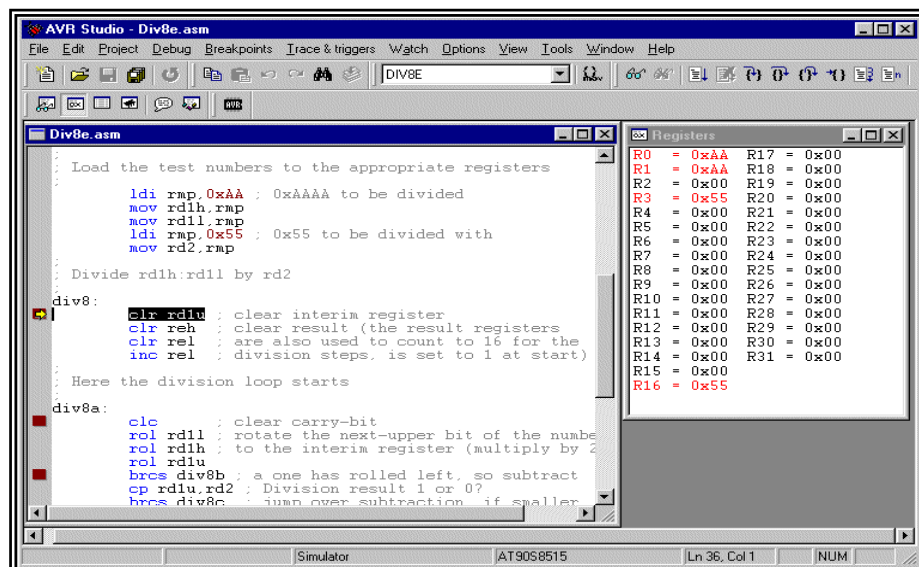 AVR Studio - Div8e.asm
File Edit Project Debug Breakpoints Trace & triggers Watch Options View Tools Window Help
DIV8E
AVR
Div8e.asm
;
; Load the test numbers to the appropriate registers
;
ldi rmp,0xAA ; 0xAAAA to be divided
mov rd1h,rmp
mov rd1l,rmp
ldi rmp,0x55 ; 0x55 to be divided with
mov rd2,rmp
;
; Divide rd1h:rd1l by rd2
;
div8:
clr rd1u ; clear interim register
clr reh ; clear result (the result registers
clr rel ; are also used to count to 16 for the
inc rel ; division steps, is set to 1 at start)
;
; Here the division loop starts
;
div8a:
clc ; clear carry-bit
rol rd1l ; rotate the next-upper bit of the numbe
rol rd1h ; to the interim register (multiply by 2
rol rd1u
brcs div8b ; a one has rolled left, so subtract
cp rd1u,rd2 ; Division result 1 or 0?
brcs div8c ; jump over subtraction, if smaller
Registers
R0 = 0xAA R17 = 0x00
R1 = 0xAA R18 = 0x00
R2 = 0x00 R19 = 0x00
R3 = 0x55 R20 = 0x00
R4 = 0x00 R21 = 0x00
R5 = 0x00 R22 = 0x00
R6 = 0x00 R23 = 0x00
R7 = 0x00 R24 = 0x00
R8 = 0x00 R25 = 0x00
R9 = 0x00 R26 = 0x00
R10 = 0x00 R27 = 0x00
R11 = 0x00 R28 = 0x00
R12 = 0x00 R29 = 0x00
R13 = 0x00 R30 = 0x00
R14 = 0x00 R31 = 0x00
R15 = 0x00
R16 = 0x55
Simulator AT90S8515 Ln 36, Col 1 NUM